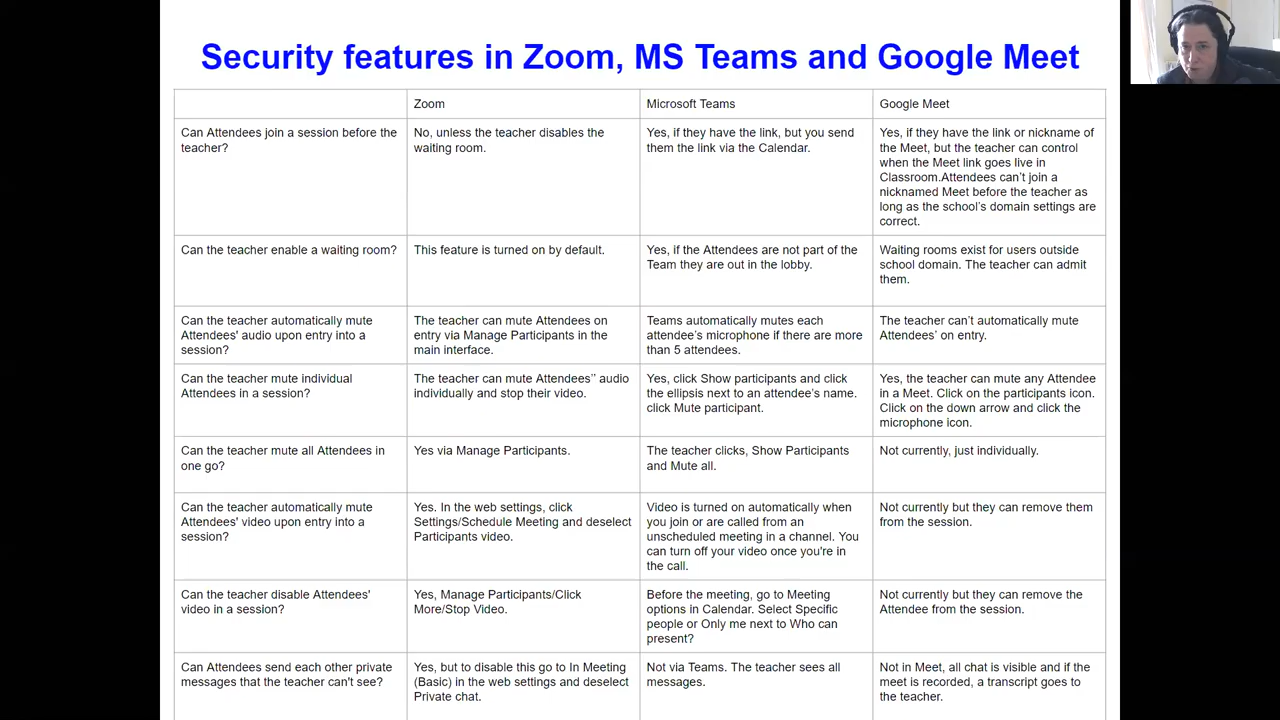 Security features in Zoom, MS Teams and Google Meet
Zoom
Microsoft Teams
Google Meet
Can Attendees join a session before the
teacher?
No, unless the teacher disables the
waiting room.
Yes, if they have the link, but you send
them the link via the Calendar.
Yes, if they have the link or nickname of
the Meet, but the teacher can control
when the Meet link goes live in
Classroom.Attendees can't join a
nicknamed Meet before the teacher as
long as the school's domain settings are
correct.
Can the teacher enable a waiting room?
This feature is turned on by default.
Yes, if the Attendees are not part of the
Team they are out in the lobby.
Waiting rooms exist for users outside
school domain. The teacher can admit
them.
Can the teacher automatically mute
Attendees' audio upon entry into a
session?
The teacher can mute Attendees on
entry via Manage Participants in the
main interface.
Teams automatically mutes each
attendee's microphone if there are more
than 5 attendees.
The teacher can't automatically mute
Attendees' on entry.
Can the teacher mute individual
Attendees in a session?
The teacher can mute Attendees'' audio
individually and stop their video.
Yes, click Show participants and click
the ellipsis next to an attendee's name.
click Mute participant.
Yes, the teacher can mute any Attendee
in a Meet. Click on the participants icon.
Click on the down arrow and click the
microphone icon.
Can the teacher mute all Attendees in
one go?
Yes via Manage Participants.
The teacher clicks, Show Participants
and Mute all.
Not currently, just individually.
Can the teacher automatically mute
Attendees' video upon entry into a
session?
Yes. In the web settings, click
Settings/Schedule Meeting and deselect
Participants video.
Video is turned on automatically when
you join or are called from an
unscheduled meeting in a channel. You
can turn off your video once you're in
the call.
Not currently but they can remove them
from the session.
Can the teacher disable Attendees'
video in a session?
Yes, Manage Participants/Click
More/Stop Video.
Before the meeting, go to Meeting
options in Calendar. Select Specific
people or Only me next to Who can
present?
Not currently but they can remove the
Attendee from the session.
Can Attendees send each other private
messages that the teacher can't see?
Yes, but to disable this go to In Meeting
(Basic) in the web settings and deselect
Private chat.
Not via Teams. The teacher sees all
messages.
Not in Meet, all chat is visible and if the
meet is recorded, a transcript goes to
the teacher.